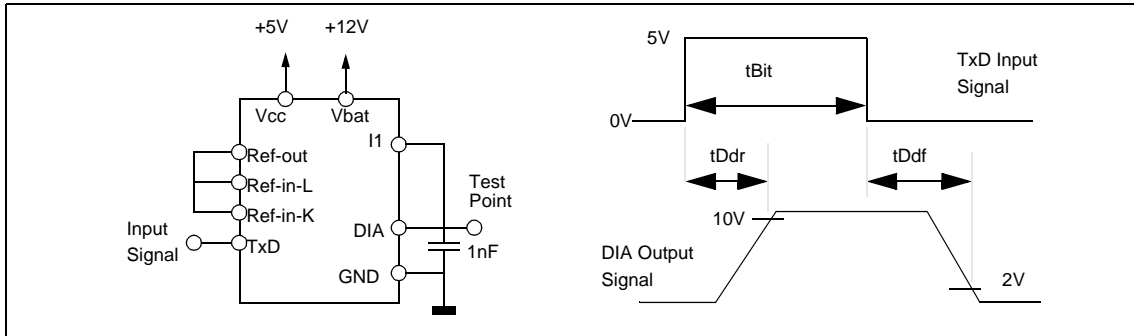 +5V
+12V
Vcc
Vbat
I1
Ref-out
Ref-in-L
Ref-in-K
TxD
Input
Signal
DIA
GND
Test
Point
1nF
5V
0V
tBit
TxD Input
Signal
tDdr
tDdf
10V
2V
DIA Output
Signal